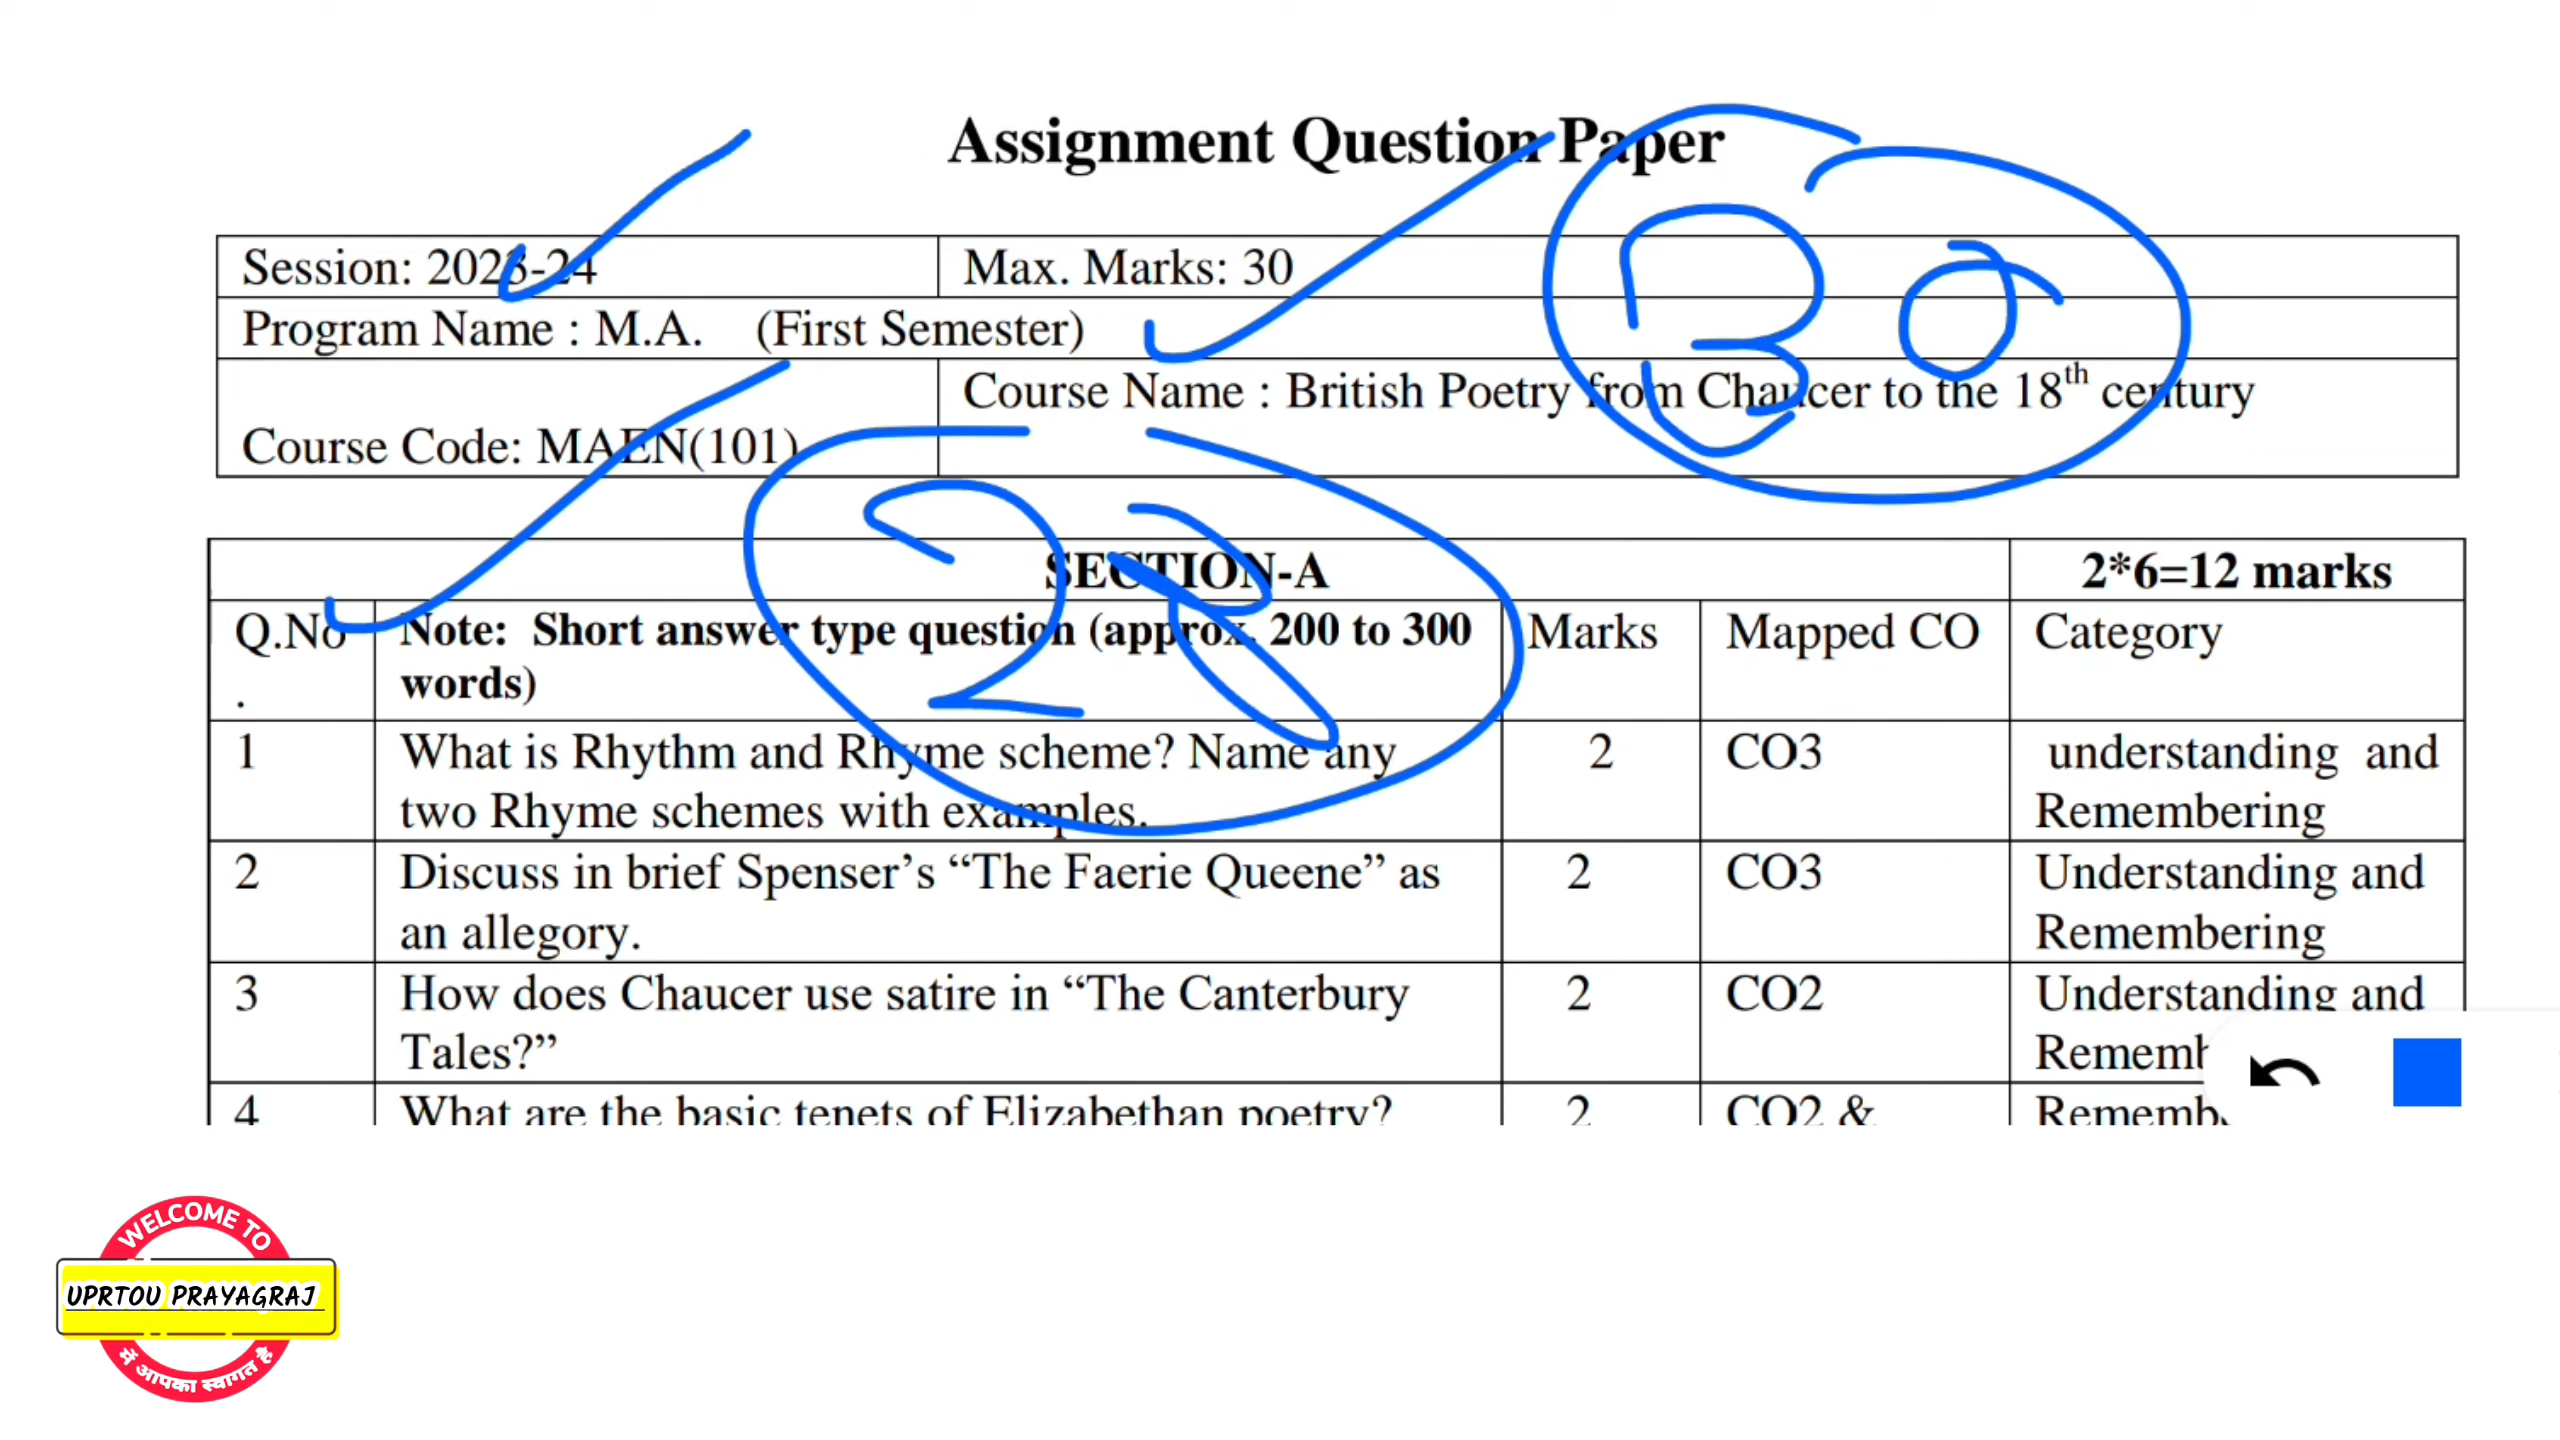 Assignment Question Paper
Session: 2023-24 Max. Marks: 30
Program Name : M.A. (First Semester)
Course Code: MAEN(101) Course Name : British Poetry from Chaucer to the 18th century
30
28
SECTION-A 2*6=12 marks
Q.No. Note: Short answer type question (approx. 200 to 300 words) Marks Mapped CO Category
1 What is Rhythm and Rhyme scheme? Name any 2 CO3 understanding and
two Rhyme schemes with examples. Remembering
2 Discuss in brief Spenser’s “The Faerie Queene” as 2 CO3 Understanding and
an allegory. Remembering
3 How does Chaucer use satire in “The Canterbury 2 CO2 Understanding and
Tales?” Rememb
4 What are the basic tenets of Elizabethan poetry? 2 CO2 & Rememb
WELCOME TO
UPRTOU PRAYAGRAJ
में आपका स्वागत है